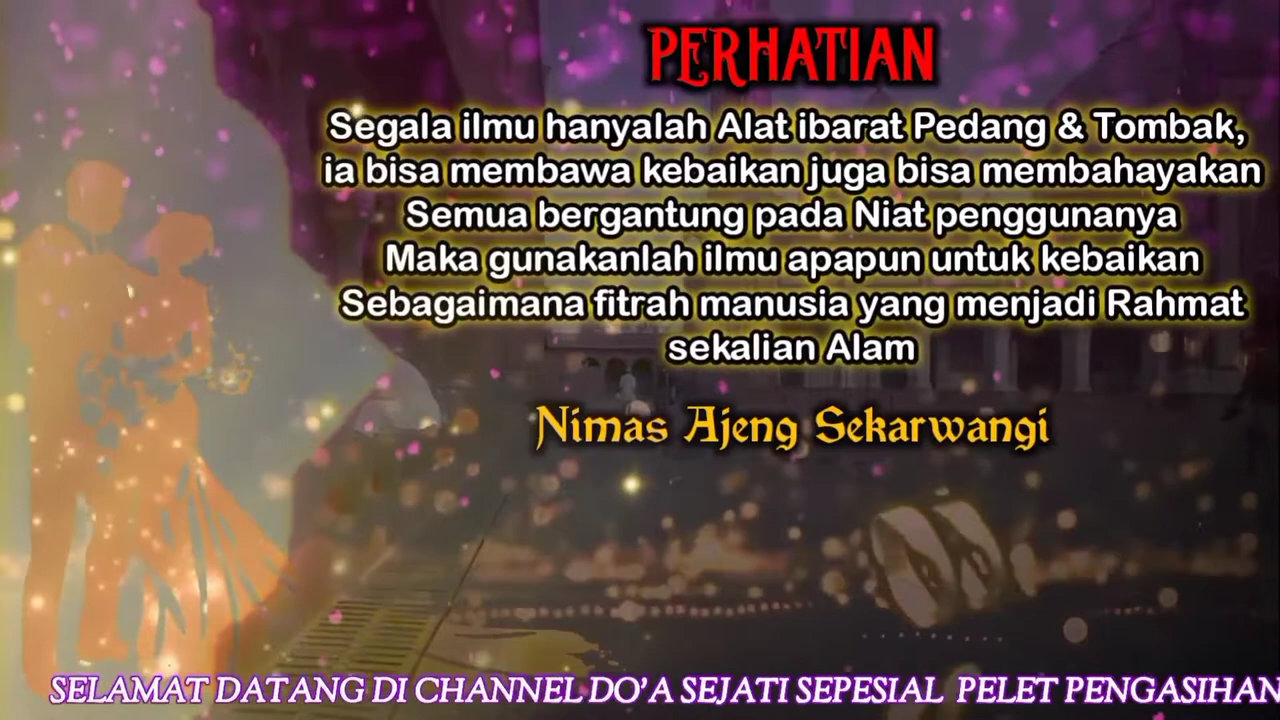 PERHATIAN
Segala ilmu hanyalah Alat ibarat Pedang & Tombak,
ia bisa membawa kebaikan juga bisa membahayakan
Semua bergantung pada Niat penggunanya
Maka gunakanlah ilmu apapun untuk kebaikan
Sebagaimana fitrah manusia yang menjadi Rahmat
sekalian Alam
Nimas Ajeng Sekarwangi
SELAMAT DATANG DI CHANNEL DO'A SEJATI SEPESIAL PELET PENGASIHAN